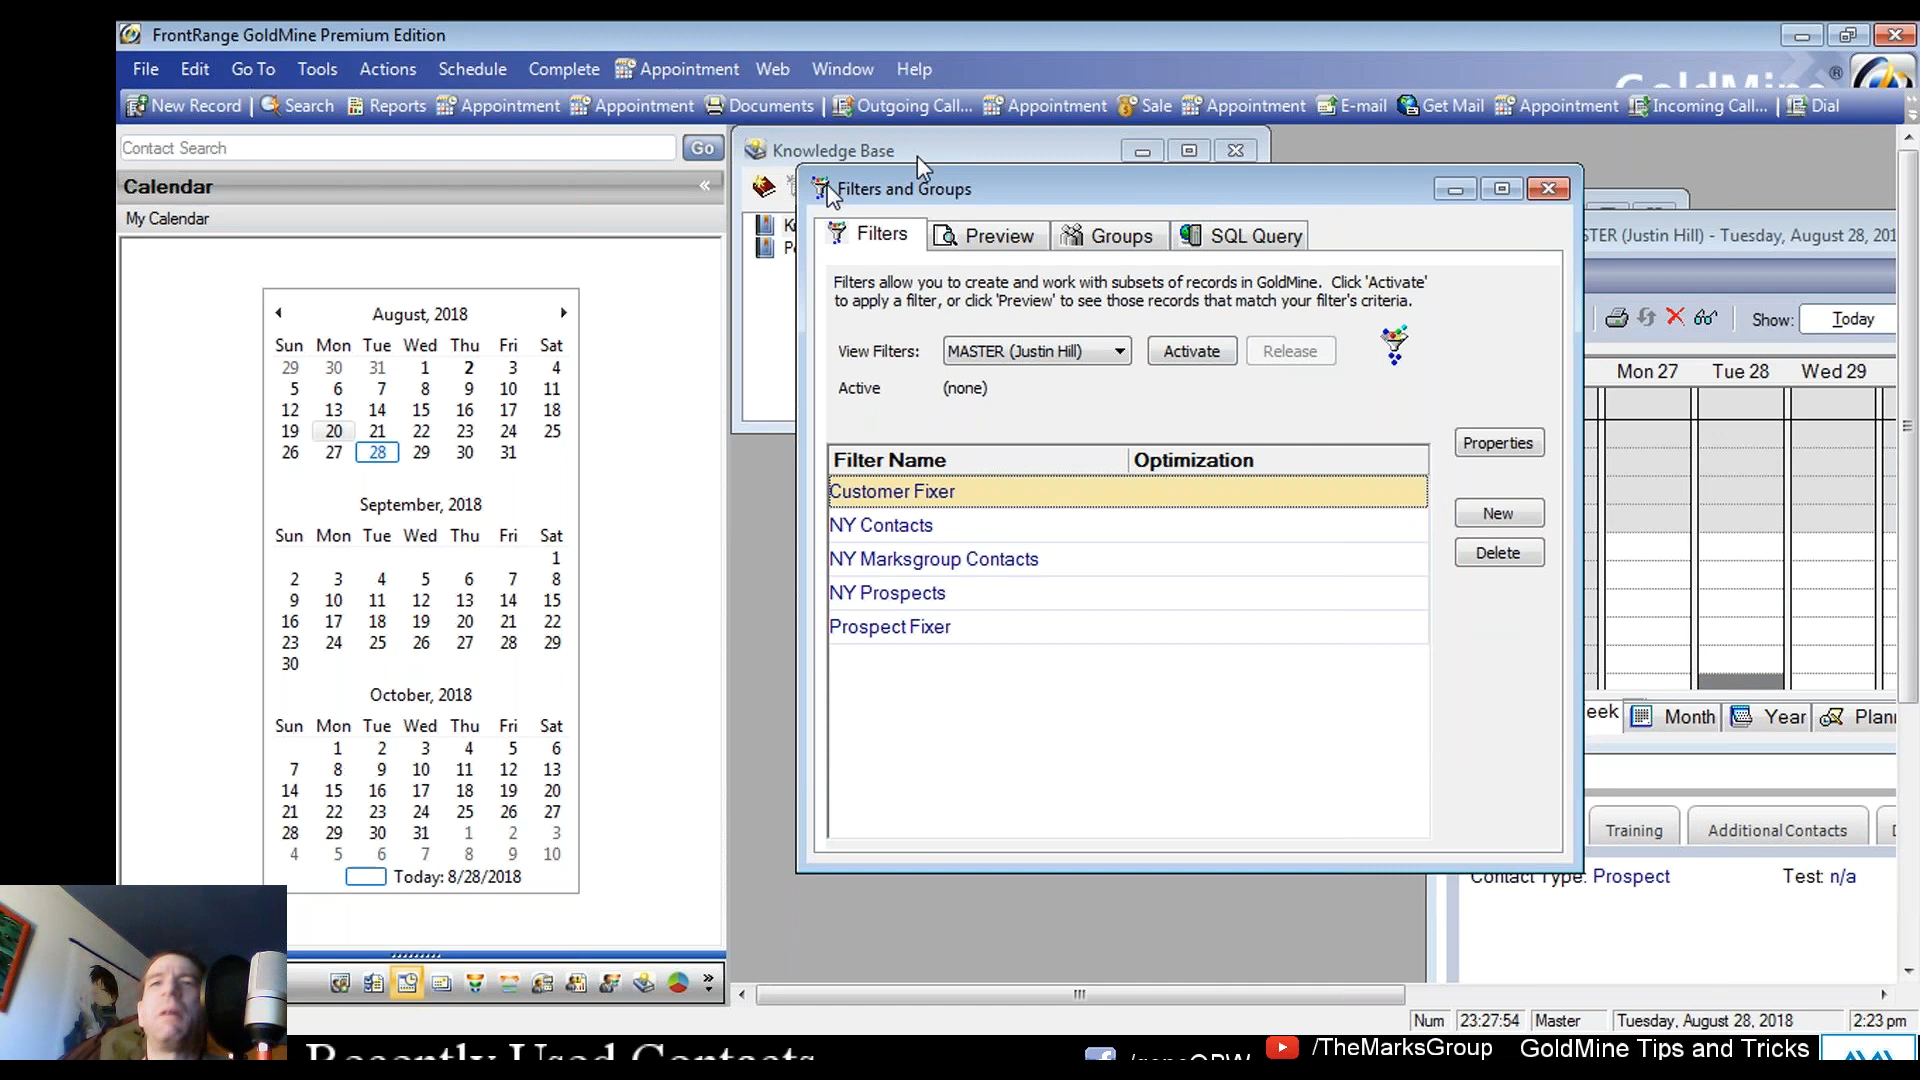 FrontRange GoldMine Premium Edition
File Edit Go To Tools Actions Schedule Complete Appointment Web Window Help
GoldMine ®
New Record Search Reports Appointment Appointment Documents Outgoing Call... Appointment Sale Appointment E-mail Get Mail Appointment Incoming Call... Dial
Contact Search Go
Calendar «
My Calendar
August, 2018
Sun Mon Tue Wed Thu Fri Sat
29 30 31 1 2 3 4
5 6 7 8 9 10 11
12 13 14 15 16 17 18
19 20 21 22 23 24 25
26 27 28 29 30 31
September, 2018
Sun Mon Tue Wed Thu Fri Sat
1
2 3 4 5 6 7 8
9 10 11 12 13 14 15
16 17 18 19 20 21 22
23 24 25 26 27 28 29
30
October, 2018
Sun Mon Tue Wed Thu Fri Sat
1 2 3 4 5 6
7 8 9 10 11 12 13
14 15 16 17 18 19 20
21 22 23 24 25 26 27
28 29 30 31 1 2 3
4 5 6 7 8 9 10
Today: 8/28/2018
Knowledge Base
Filters and Groups
Filters Preview Groups SQL Query
Filters allow you to create and work with subsets of records in GoldMine. Click 'Activate'
to apply a filter, or click 'Preview' to see those records that match your filter's criteria.
View Filters: MASTER (Justin Hill) Activate Release
Active (none)
Properties
New
Delete
Filter Name Optimization
Customer Fixer
NY Contacts
NY Marksgroup Contacts
NY Prospects
Prospect Fixer
(Justin Hill) - Tuesday, August 28,
Show: Today
Mon 27 Tue 28 Wed 29
Month Year
Training Additional Contacts
Contact Type: Prospect Test: n/a
Num 23:27:54 Master Tuesday, August 28, 2018 2:23 pm
Recently Used Contacts
/TheMarksGroup GoldMine Tips and Tricks